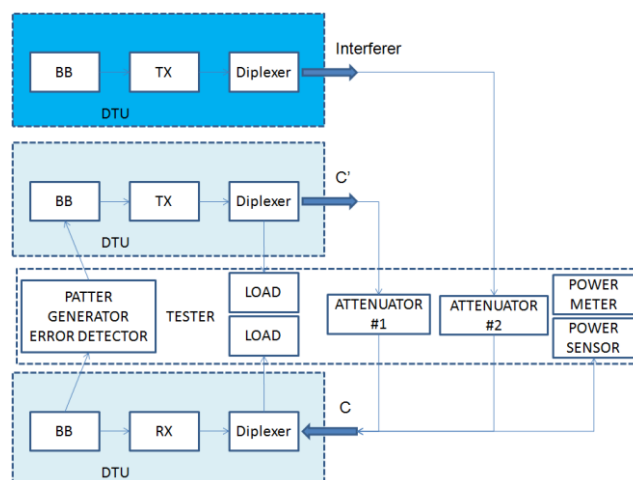 Interferer
BB
TX
Diplexer
DTU
C'
BB
TX
Diplexer
DTU
PATTER
GENERATOR
ERROR DETECTOR
TESTER
LOAD
LOAD
ATTENUATOR
#1
ATTENUATOR
#2
POWER
METER
POWER
SENSOR
C
BB
RX
Diplexer
DTU